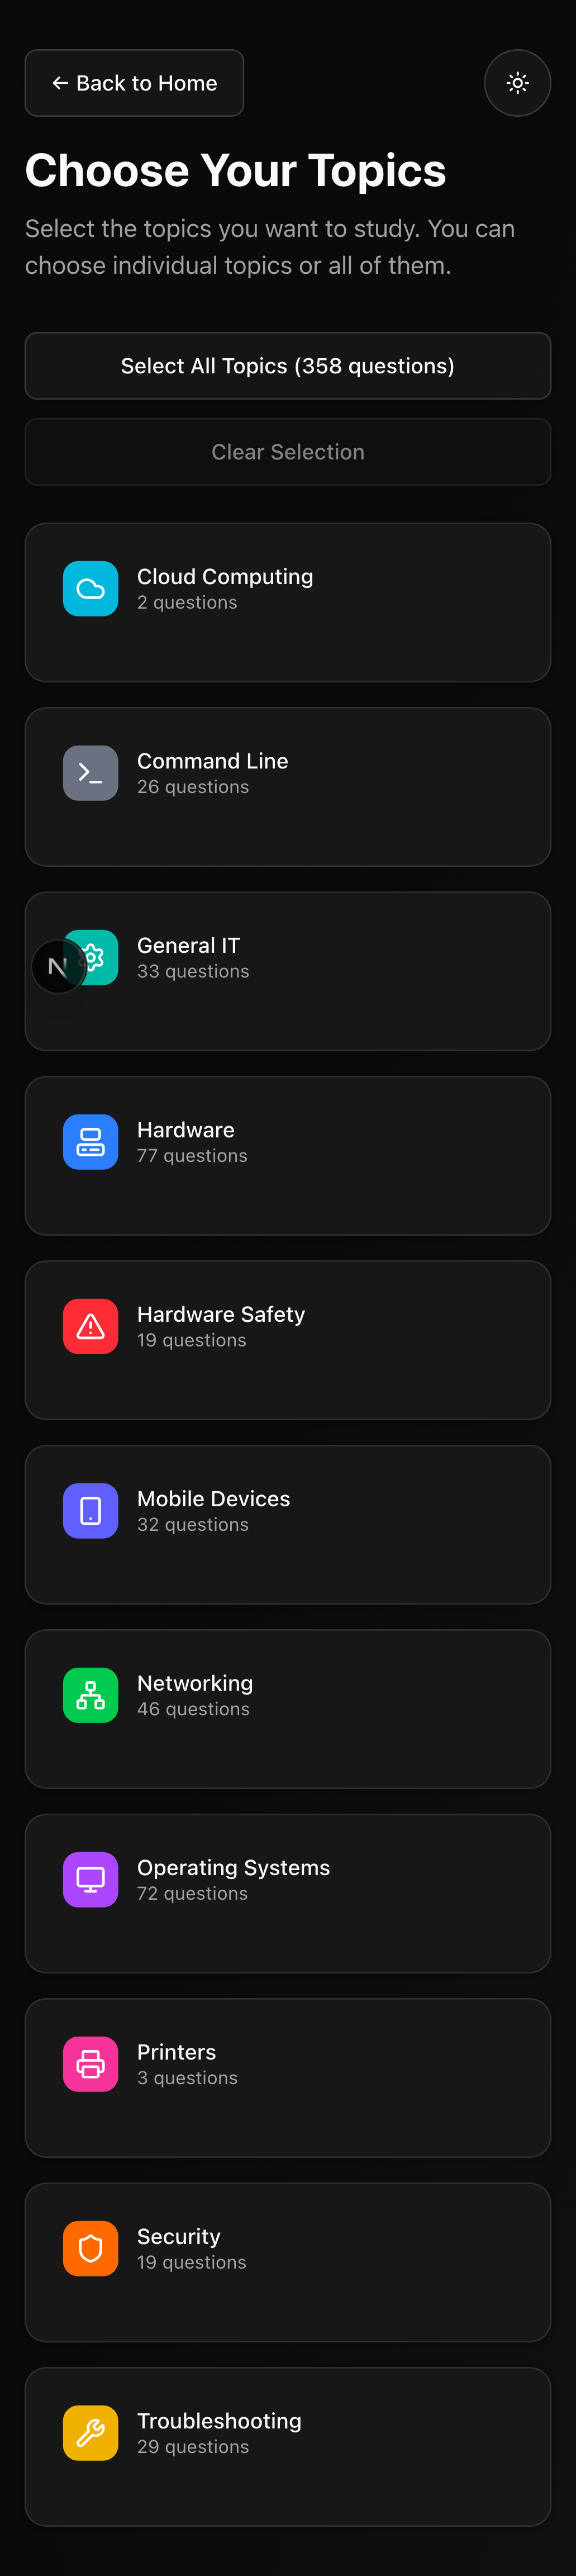 ← Back to Home
Choose Your Topics
Select the topics you want to study. You can
choose individual topics or all of them.
Select All Topics (358 questions)
Clear Selection
Cloud Computing
2 questions
Command Line
26 questions
General IT
33 questions
N
Hardware
77 questions
Hardware Safety
19 questions
Mobile Devices
32 questions
Networking
46 questions
Operating Systems
72 questions
Printers
3 questions
Security
19 questions
Troubleshooting
29 questions